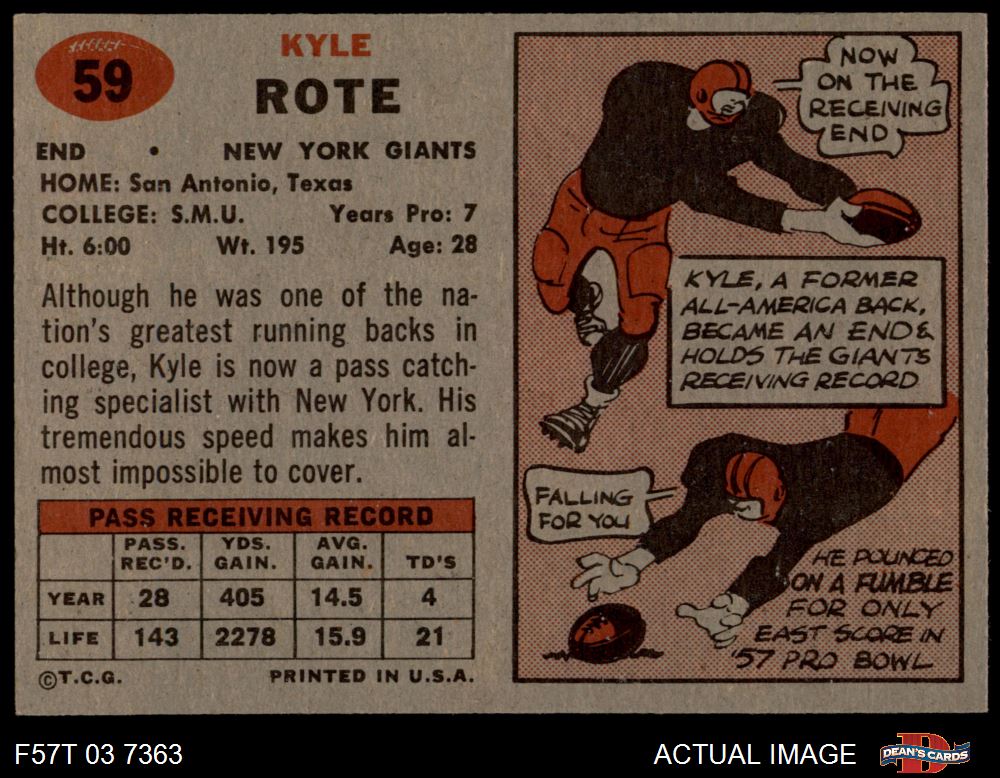 59
KYLE
ROTE
END • NEW YORK GIANTS
HOME: San Antonio, Texas
COLLEGE: S.M.U. Years Pro: 7
Ht. 6:00 Wt. 195 Age: 28
Although he was one of the na-
tion's greatest running backs in
college, Kyle is now a pass catch-
ing specialist with New York. His
tremendous speed makes him al-
most impossible to cover.
PASS RECEIVING RECORD
PASS. REC'D. YDS. GAIN. AVG. GAIN. TD'S
YEAR 28 405 14.5 4
LIFE 143 2278 15.9 21
©T.C.G. PRINTED IN U.S.A.
NOW
ON THE
RECEIVING
END
KYLE, A FORMER
ALL-AMERICA BACK,
BECAME AN END &
HOLDS THE GIANTS
RECEIVING RECORD
FALLING
FOR YOU
HE POUNCED
ON A FUMBLE
FOR ONLY
EAST SCORE IN
'57 PRO BOWL
F57T 03 7363
ACTUAL IMAGE
DEAN'S CARDS